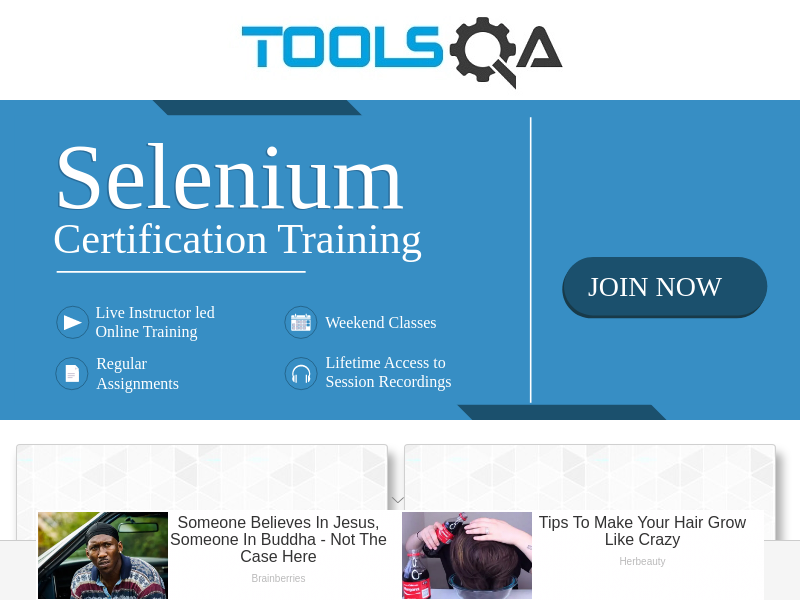 TOOLSQA
Selenium
Certification Training
JOIN NOW
Live Instructor led
Online Training
Weekend Classes
Regular
Assignments
Lifetime Access to
Session Recordings
Someone Believes In Jesus,
Someone In Buddha - Not The
Case Here
Brainberries
Tips To Make Your Hair Grow
Like Crazy
Herbeauty